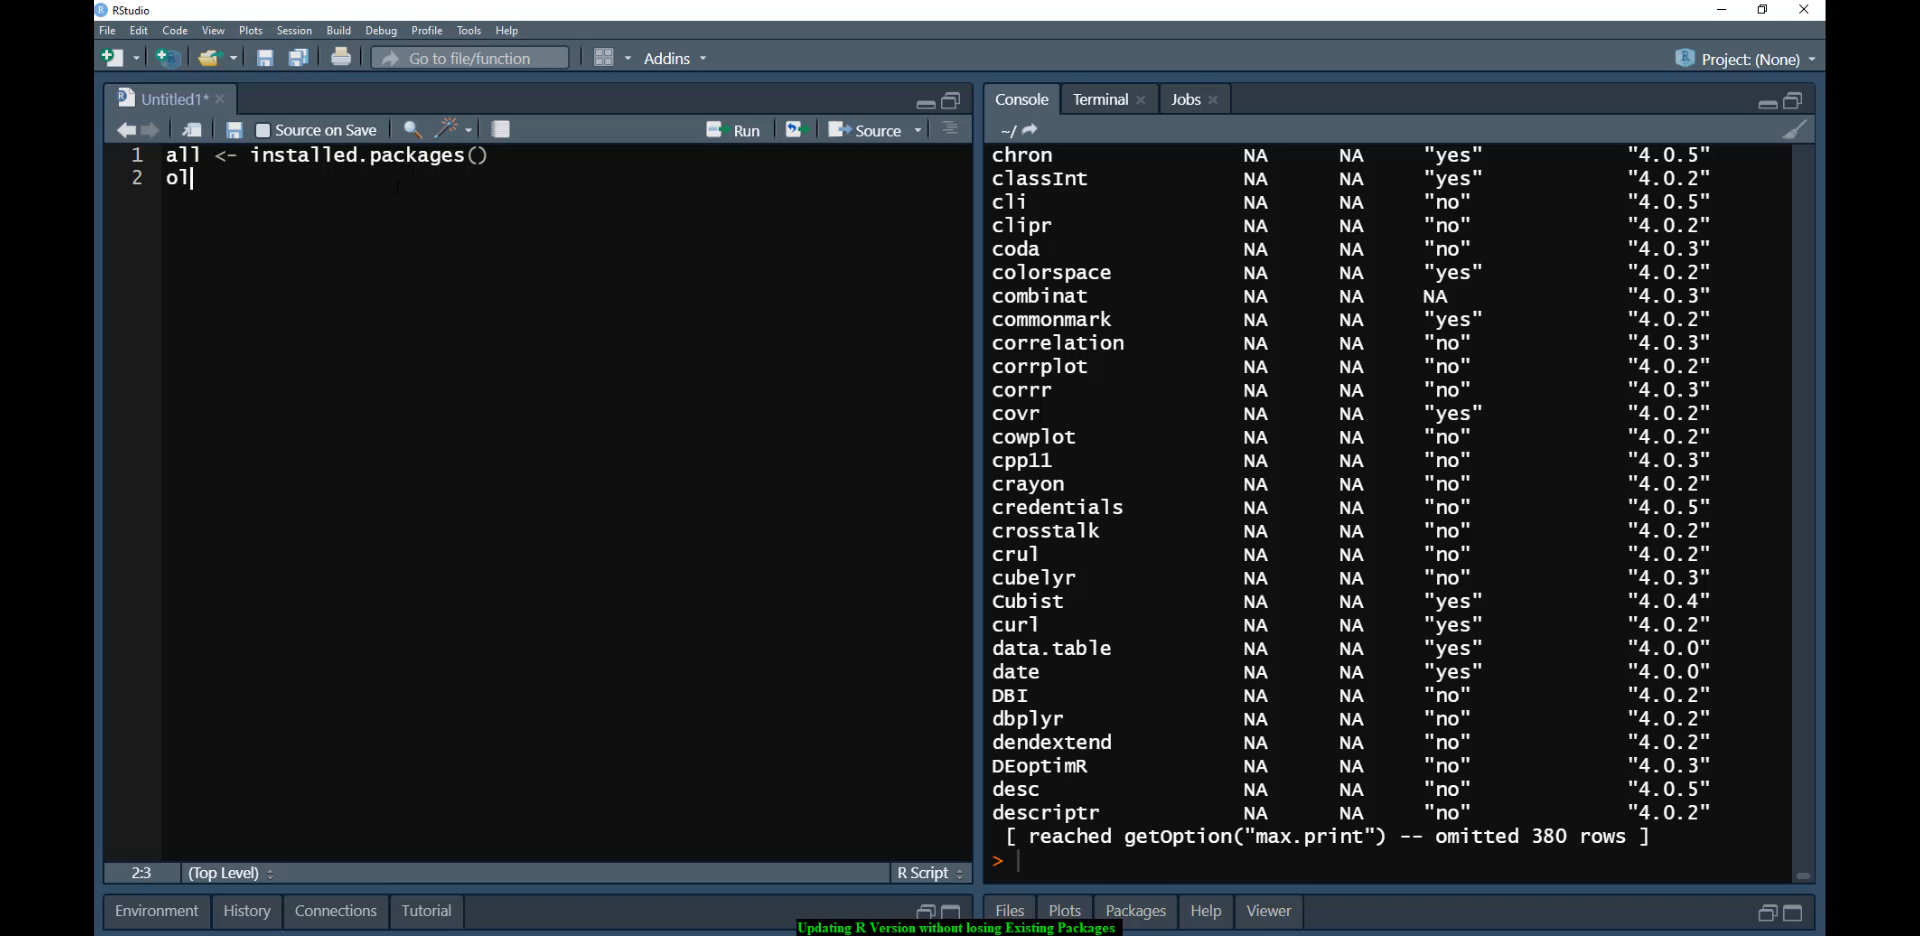 RStudio
File Edit Code View Plots Session Build Debug Profile Tools Help
Go to file/function Addins Project: (None)
Untitled1*
Source on Save Run Source
1 all <- installed.packages()
2 ol
2:3 (Top Level) R Script
Environment History Connections Tutorial
Console Terminal Jobs
~/
chron NA NA "yes" "4.0.5"
classInt NA NA "yes" "4.0.2"
cli NA NA "no" "4.0.5"
clipr NA NA "no" "4.0.2"
coda NA NA "no" "4.0.3"
colorspace NA NA "yes" "4.0.2"
combinat NA NA NA "4.0.3"
commonmark NA NA "yes" "4.0.2"
correlation NA NA "no" "4.0.3"
corrplot NA NA "no" "4.0.2"
corrr NA NA "no" "4.0.3"
covr NA NA "yes" "4.0.2"
cowplot NA NA "no" "4.0.2"
cpp11 NA NA "no" "4.0.3"
crayon NA NA "no" "4.0.2"
credentials NA NA "no" "4.0.5"
crosstalk NA NA "no" "4.0.2"
crul NA NA "no" "4.0.2"
cubelyr NA NA "no" "4.0.3"
Cubist NA NA "yes" "4.0.4"
curl NA NA "yes" "4.0.2"
data.table NA NA "yes" "4.0.0"
date NA NA "yes" "4.0.0"
DBI NA NA "no" "4.0.2"
dbplyr NA NA "no" "4.0.2"
dendextend NA NA "no" "4.0.2"
DEoptimR NA NA "no" "4.0.3"
desc NA NA "no" "4.0.5"
descriptr NA NA "no" "4.0.2"
[ reached getOption("max.print") -- omitted 380 rows ]
>
Files Plots Packages Help Viewer
Updating R Version without losing Existing Packages